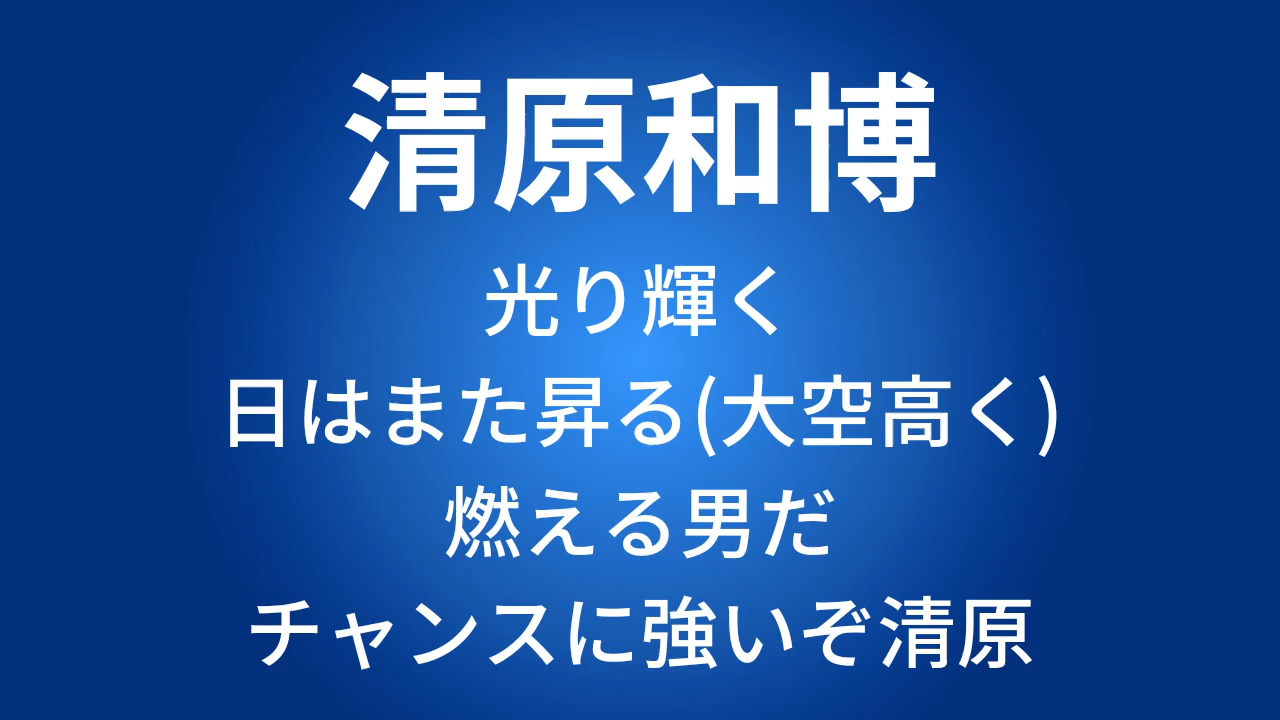 清原和博
光り輝く
日はまた昇る(大空高く)
燃える男だ
チャンスに強いぞ清原